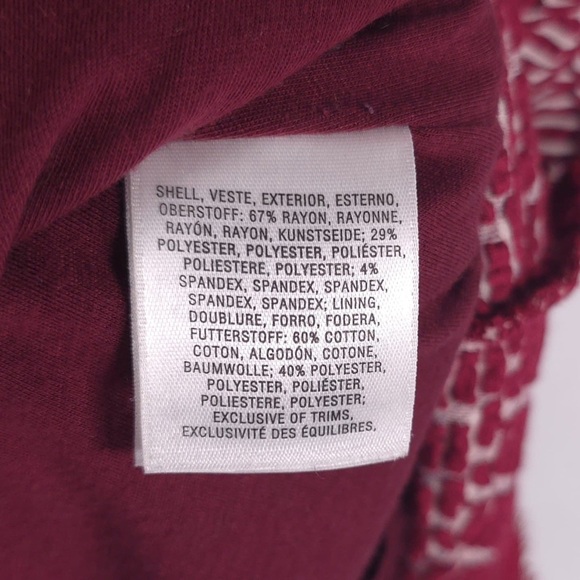 SHELL, VESTE, EXTERIOR, ESTERNO,
OBERSTOFF: 67% RAYON, RAYONNE,
RAYÓN, RAYON, KUNSTSEIDE; 29%
POLYESTER, POLYESTER, POLIÉSTER,
POLIESTERE, POLYESTER; 4%
SPANDEX, SPANDEX, SPANDEX,
SPANDEX, SPANDEX; LINING,
DOUBLURE, FORRO, FODERA,
FUTTERSTOFF: 60% COTTON,
COTON, ALGODÓN, COTONE,
BAUMWOLLE; 40% POLYESTER,
POLYESTER, POLIÉSTER,
POLIESTERE, POLYESTER;
EXCLUSIVE OF TRIMS,
EXCLUSIVITÉ DES ÉQUILIBRES,